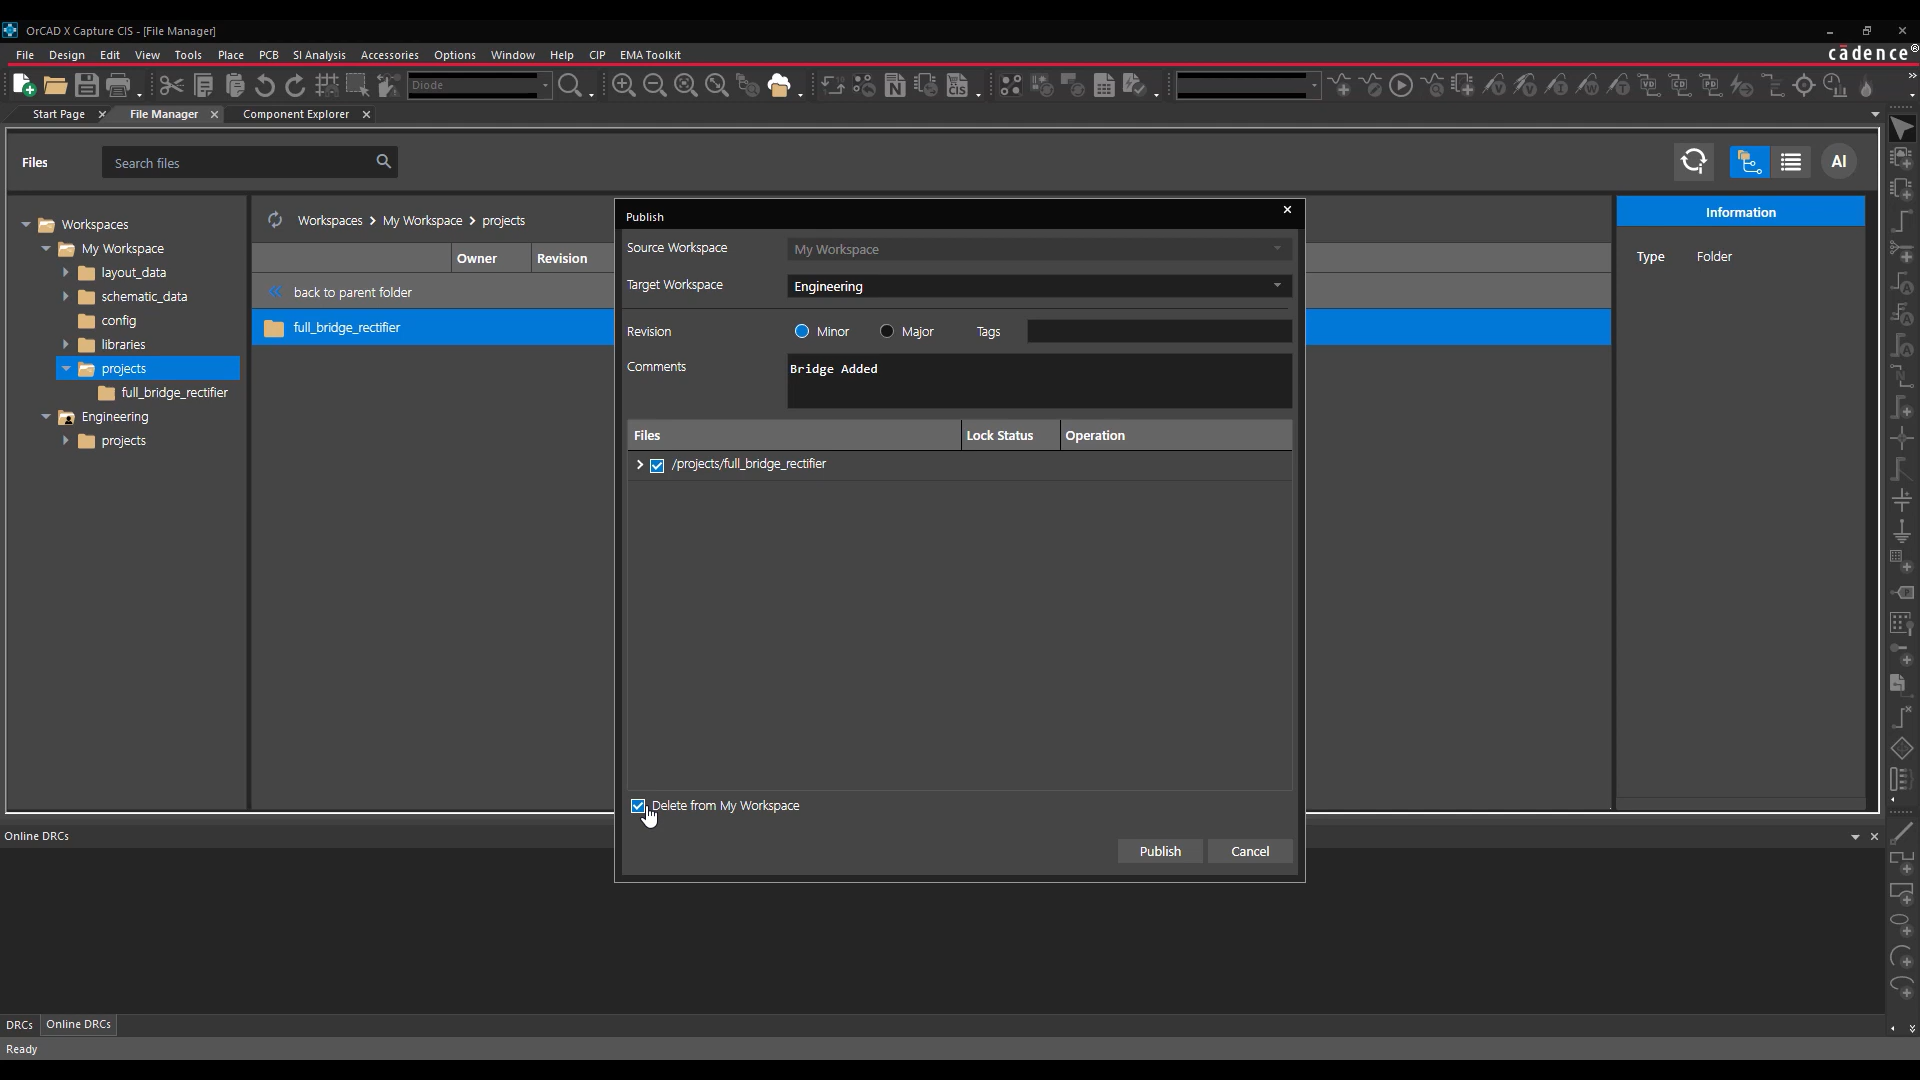 OrCAD X Capture CIS - [File Manager]
File Design Edit View Tools Place PCB SI Analysis Accessories Options Window Help CIP EMA Toolkit
cādence®
Diode
Start Page
File Manager
Component Explorer
Files
Search files
AI
Workspaces
My Workspace
layout_data
schematic_data
config
libraries
projects
full_bridge_rectifier
Engineering
projects
Workspaces > My Workspace > projects
Owner
Revision
back to parent folder
full_bridge_rectifier
Publish
Source Workspace My Workspace
Target Workspace Engineering
Revision Minor Major Tags
Comments Bridge Added
Files Lock Status Operation
/projects/full_bridge_rectifier
Delete from My Workspace
Publish Cancel
Information
Type Folder
Online DRCs
DRCs Online DRCs
Ready